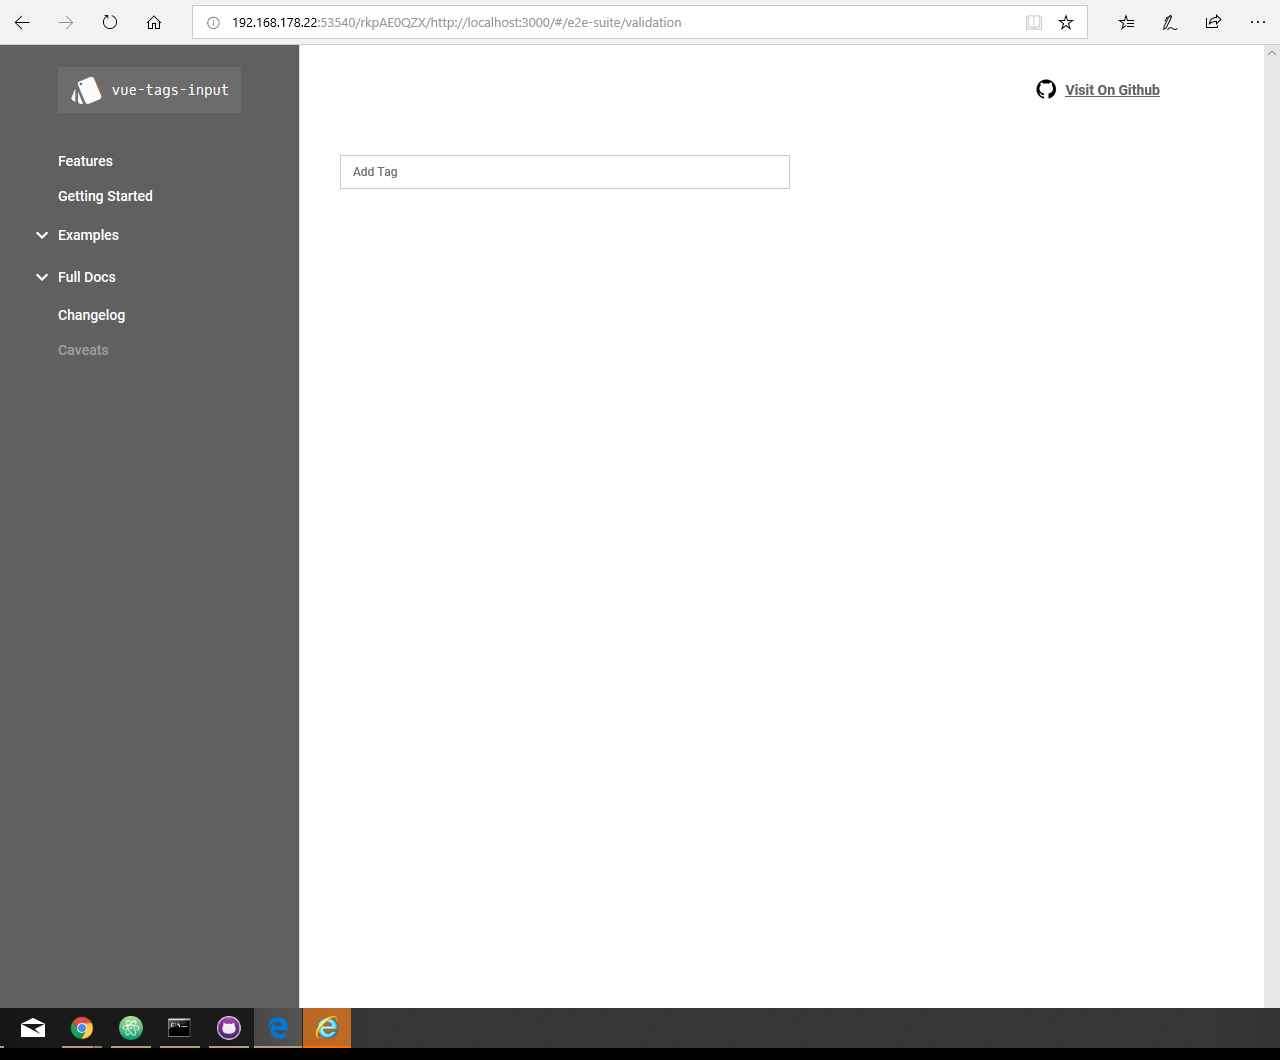 192.168.178.22:53540/rkpAE0QZX/http://localhost:3000/#/e2e-suite/validation
vue-tags-input
Visit On Github
Features
Add Tag
Getting Started
Examples
Full Docs
Changelog
Caveats